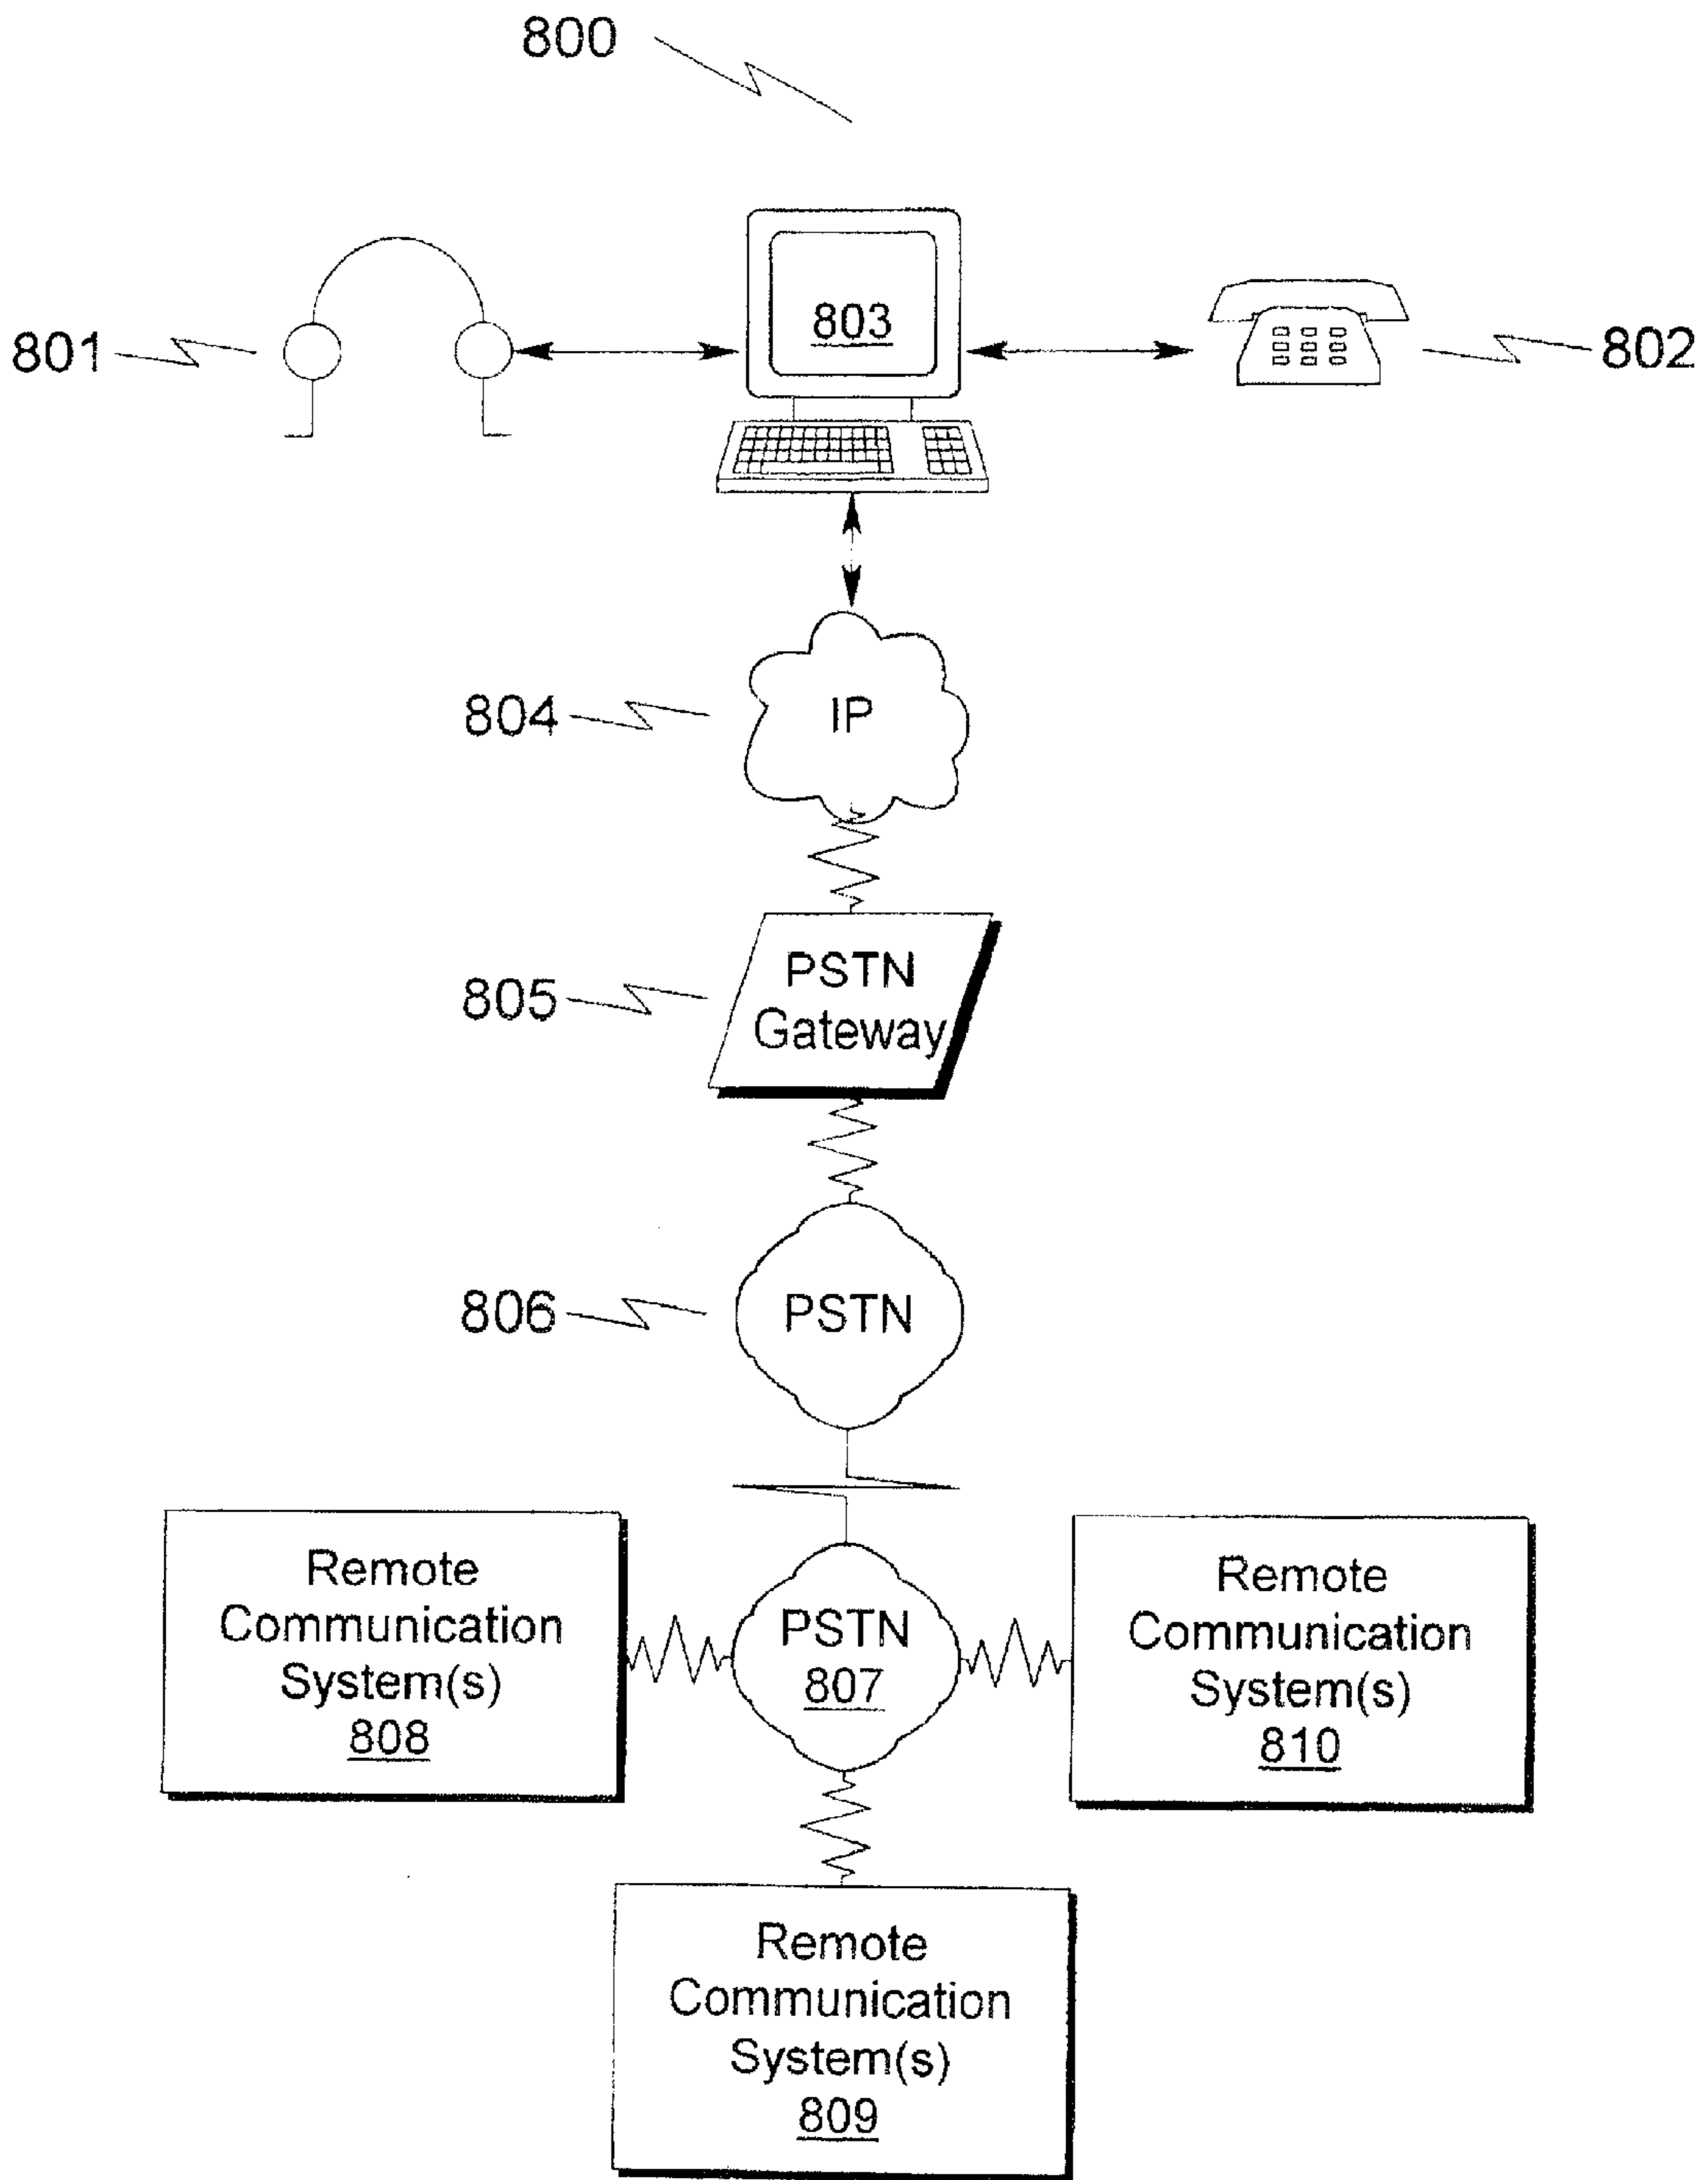 800
801
803
802
804
IP
805
PSTN
Gateway
806
PSTN
Remote
Communication
System(s)
808
PSTN
807
Remote
Communication
System(s)
810
Remote
Communication
System(s)
809